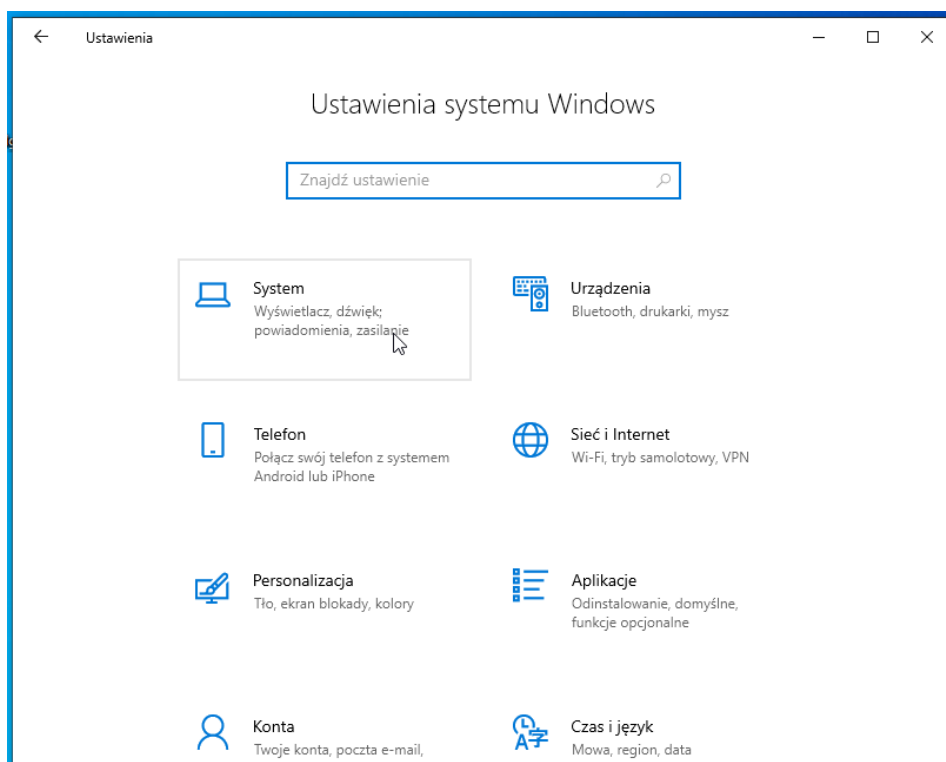 Ustawienia
Ustawienia systemu Windows
Znajdź ustawienie
System
Wyświetlacz, dźwięk;
powiadomienia, zasilanie
Urządzenia
Bluetooth, drukarki, mysz
Telefon
Połącz swój telefon z systemem
Android lub iPhone
Sieć i Internet
Wi-Fi, tryb samolotowy, VPN
Personalizacja
Tło, ekran blokady, kolory
Aplikacje
Odinstalowanie, domyślne,
funkcje opcjonalne
Konta
Twoje konta, poczta e-mail,
Czas i język
Mowa, region, data